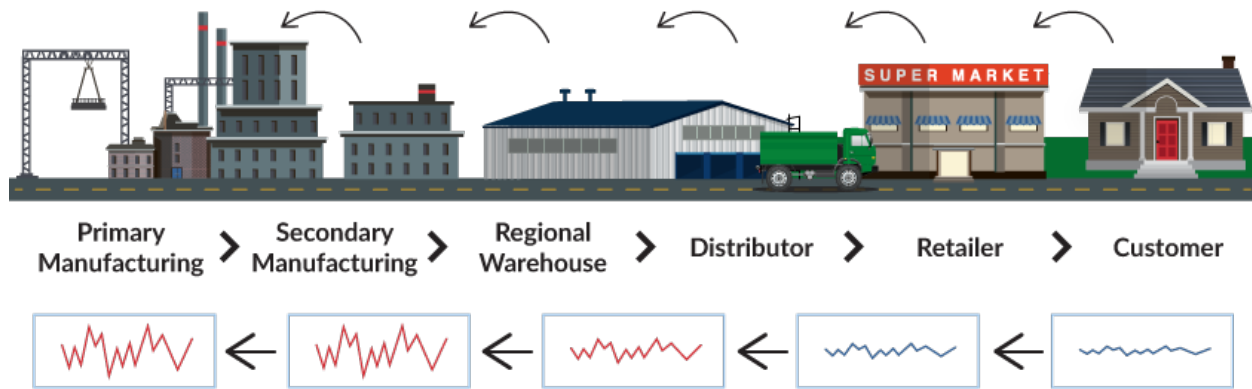 SUPER MARKET
Primary
Manufacturing
Secondary
Manufacturing
Regional
Warehouse
Distributor
Retailer
Customer